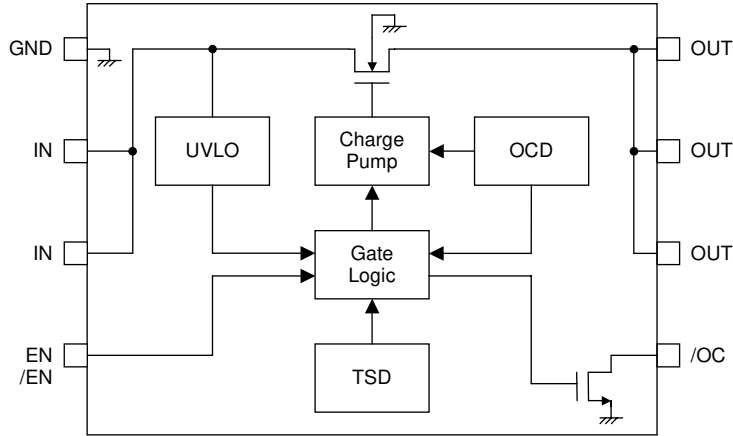 GND
OUT
IN
UVLO
Charge
Pump
OCD
OUT
IN
Gate
Logic
OUT
EN
/EN
TSD
/OC